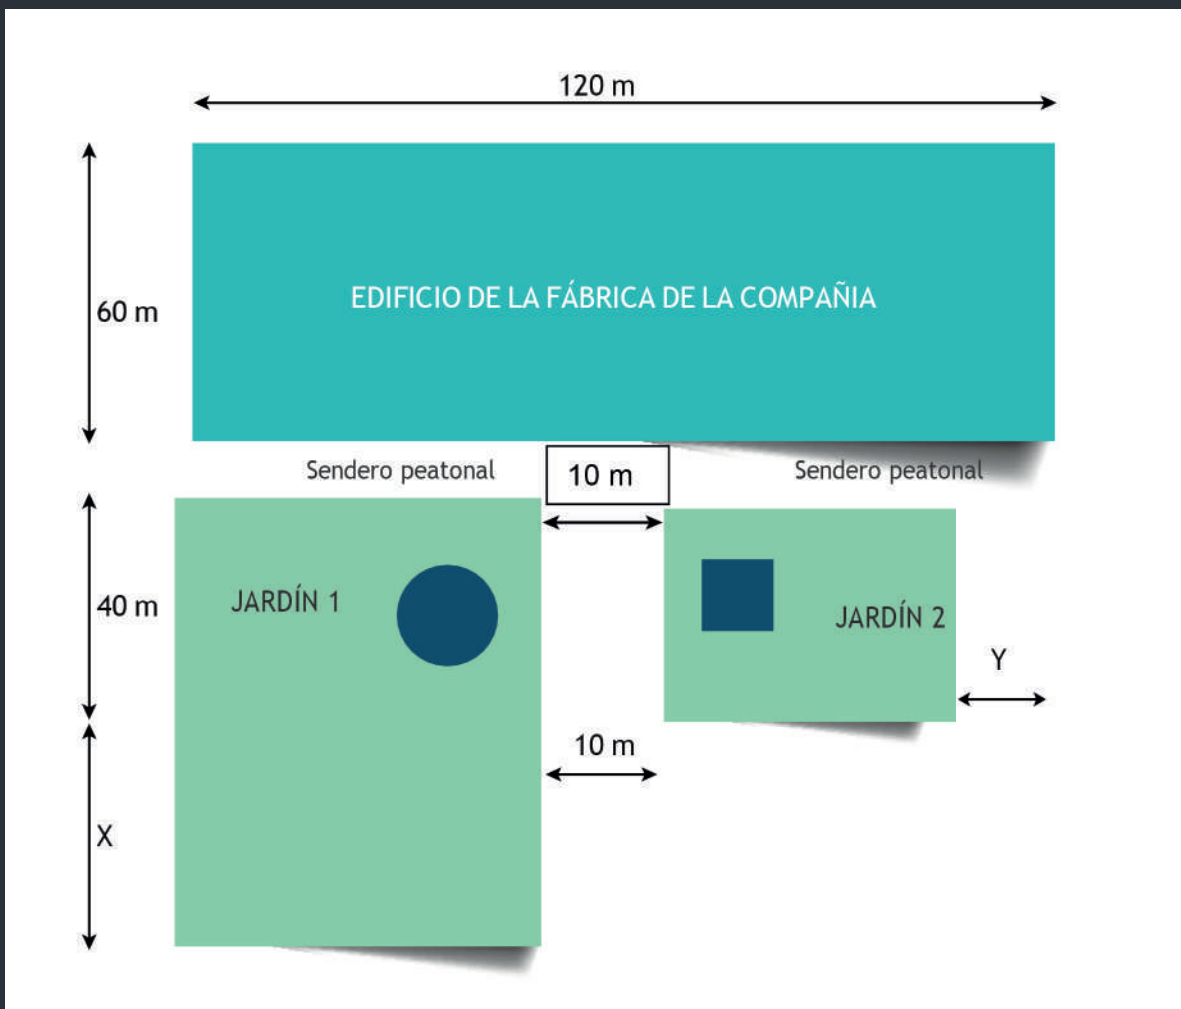 120 m
60 m
EDIFICIO DE LA FÁBRICA DE LA COMPAÑIA
Sendero peatonal
10 m
Sendero peatonal
40 m
JARDÍN 1
JARDÍN 2
Y
10 m
X